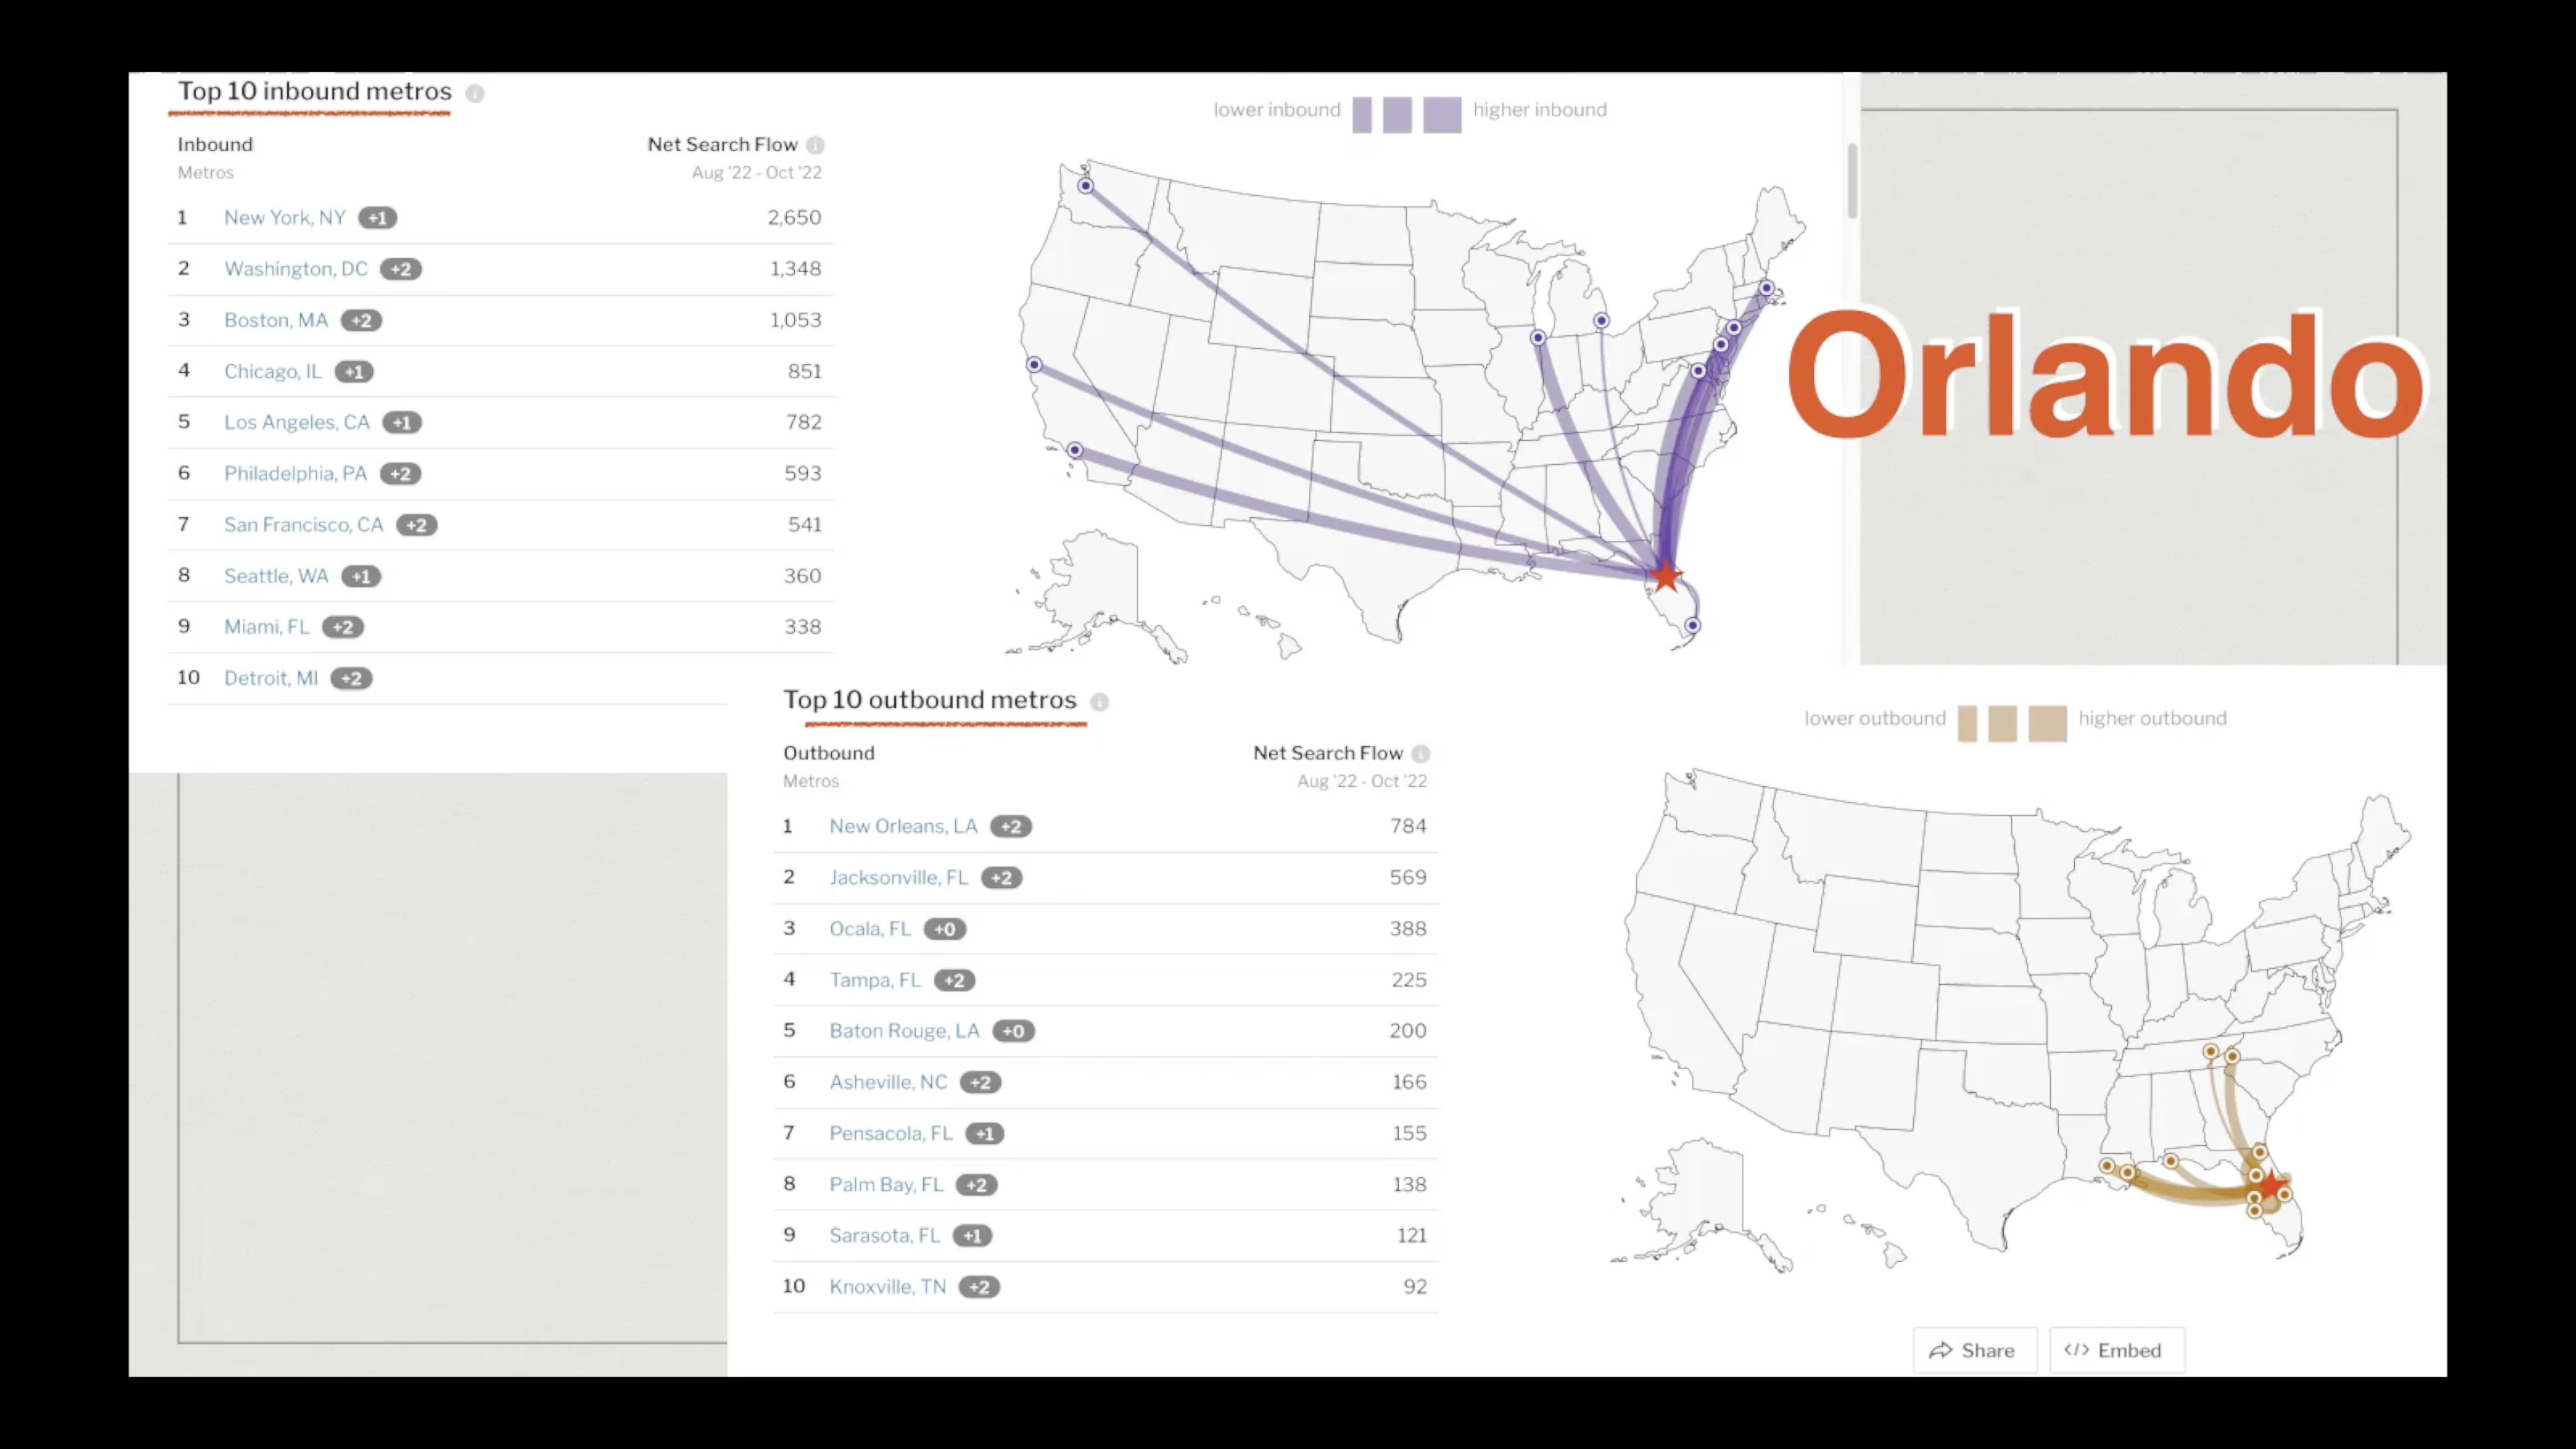 Top 10 inbound metros
lower inbound higher inbound
Inbound Net Search Flow
Metros Aug '22 - Oct '22
1 New York, NY +1 2,650
2 Washington, DC +2 1,348
3 Boston, MA +2 1,053
4 Chicago, IL +1 851
5 Los Angeles, CA +1 782
6 Philadelphia, PA +2 593
7 San Francisco, CA +2 541
8 Seattle, WA +1 360
9 Miami, FL +2 338
10 Detroit, MI +2
Orlando
Top 10 outbound metros
lower outbound higher outbound
Outbound Net Search Flow
Metros Aug '22 - Oct '22
1 New Orleans, LA +2 784
2 Jacksonville, FL +2 569
3 Ocala, FL +0 388
4 Tampa, FL +2 225
5 Baton Rouge, LA +0 200
6 Asheville, NC +2 166
7 Pensacola, FL +1 155
8 Palm Bay, FL +2 138
9 Sarasota, FL +1 121
10 Knoxville, TN +2 92
Share </> Embed